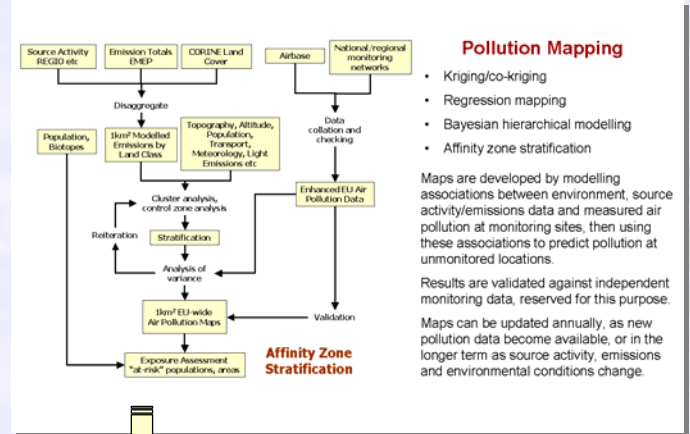 Source Activity
REGIO etc
Emission Totals
EMEP
CORINE Land
Cover
Airbase
National/regional
monitoring
networks
Disaggregate
Population,
Biotopes
1km² Modelled
Emissions by
Land Class
Topography, Altitude,
Population,
Transport,
Meteorology, Light
Emissions etc
Data
collation and
checking
Cluster analysis,
control zone analysis
Enhanced EU Air
Pollution Data
Reiteration
Stratification
Analysis of
variance
1km² EU-wide
Air Pollution Maps
Validation
Exposure Assessment
"at-risk" populations, areas
Affinity Zone
Stratification
Pollution Mapping
• Kriging/co-kriging
• Regression mapping
• Bayesian hierarchical modelling
• Affinity zone stratification
Maps are developed by modelling
associations between environment, source
activity/emissions data and measured air
pollution at monitoring sites, then using
these associations to predict pollution at
unmonitored locations.
Results are validated against independent
monitoring data, reserved for this purpose.
Maps can be updated annually, as new
pollution data become available, or in the
longer term as source activity, emissions
and environmental conditions change.